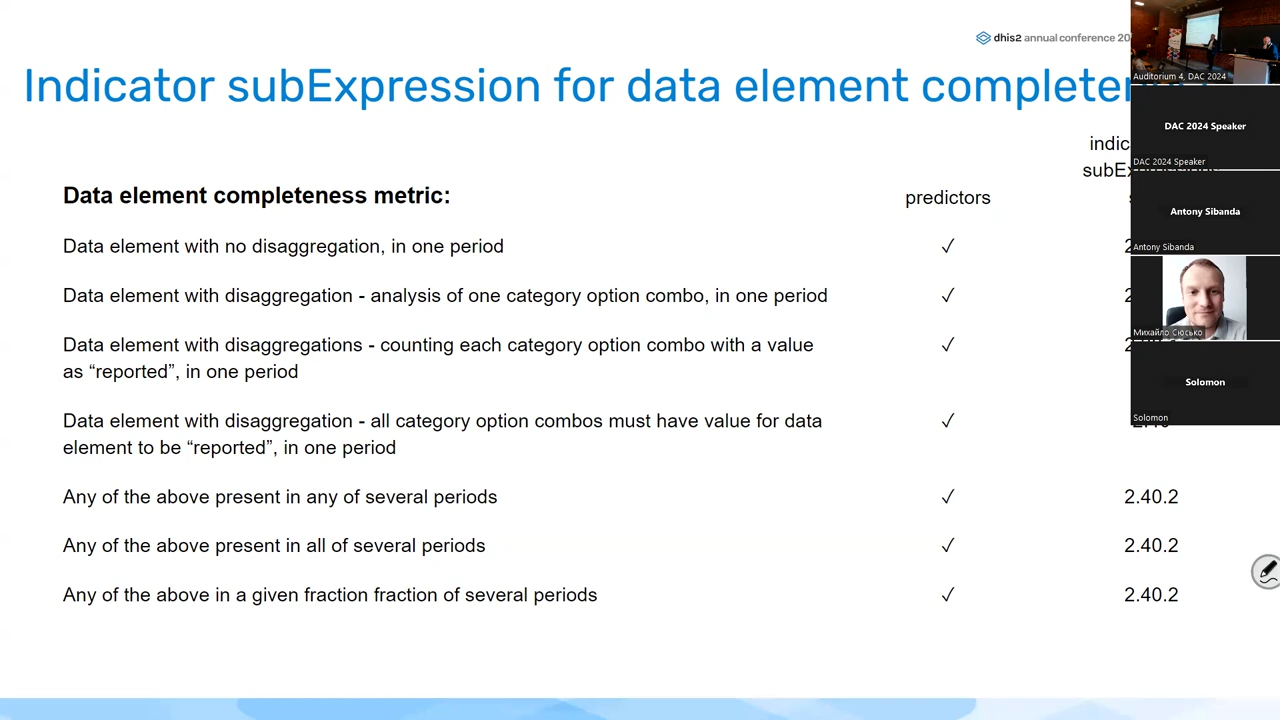 dhis2 annual conference 20
Indicator subExpression for data element
Auditorium 4, DAC 2024
DAC 2024 Speaker
DAC 2024 Speaker
Antony Sibanda
Antony Sibanda
Михайло Сюсько
Solomon
Solomon
Data element completeness metric:
predictors
Data element with no disaggregation, in one period ✓
Data element with disaggregation - analysis of one category option combo, in one period ✓
Data element with disaggregations - counting each category option combo with a value ✓
as “reported”, in one period
Data element with disaggregation - all category option combos must have value for data ✓
element to be “reported”, in one period
Any of the above present in any of several periods ✓ 2.40.2
Any of the above present in all of several periods ✓ 2.40.2
Any of the above in a given fraction fraction of several periods ✓ 2.40.2